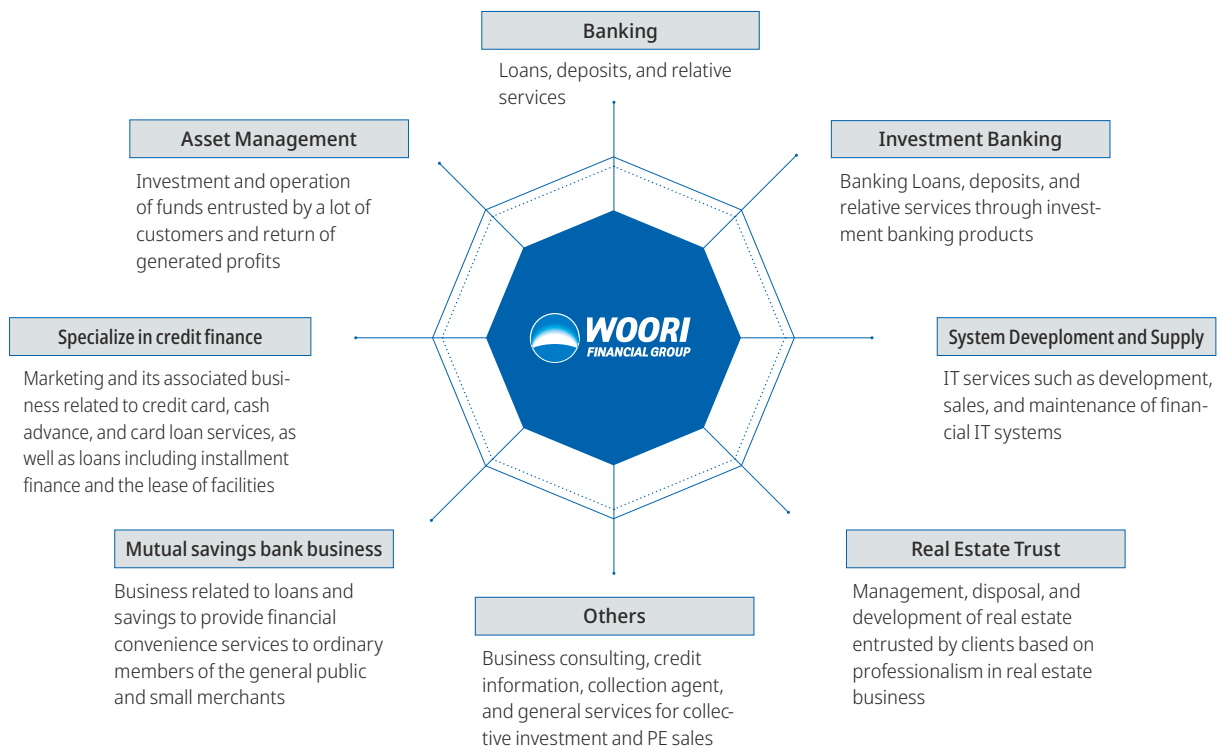 Banking
Loans, deposits, and relative
services
Asset Management
Investment and operation
of funds entrusted by a lot of
customers and return of
generated profits
Investment Banking
Banking Loans, deposits, and
relative services through invest-
ment banking products
WOORI
FINANCIAL GROUP
Specialize in credit finance
Marketing and its associated busi-
ness related to credit card, cash
advance, and card loan services, as
well as loans including installment
finance and the lease of facilities
System Deveploment and Supply
IT services such as development,
sales, and maintenance of finan-
cial IT systems
Mutual savings bank business
Business related to loans and
savings to provide financial
convenience services to ordinary
members of the general public
and small merchants
Others
Business consulting, credit
information, collection agent,
and general services for collec-
tive investment and PE sales
Real Estate Trust
Management, disposal, and
development of real estate
entrusted by clients based on
professionalism in real estate
business